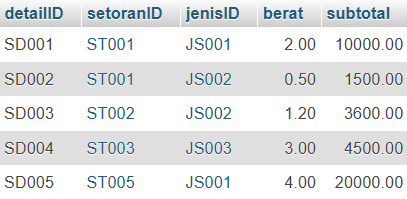 detailID setoranID jenisID berat subtotal
SD001 ST001 JS001 2.00 10000.00
SD002 ST001 JS002 0.50 1500.00
SD003 ST002 JS002 1.20 3600.00
SD004 ST003 JS003 3.00 4500.00
SD005 ST005 JS001 4.00 20000.00